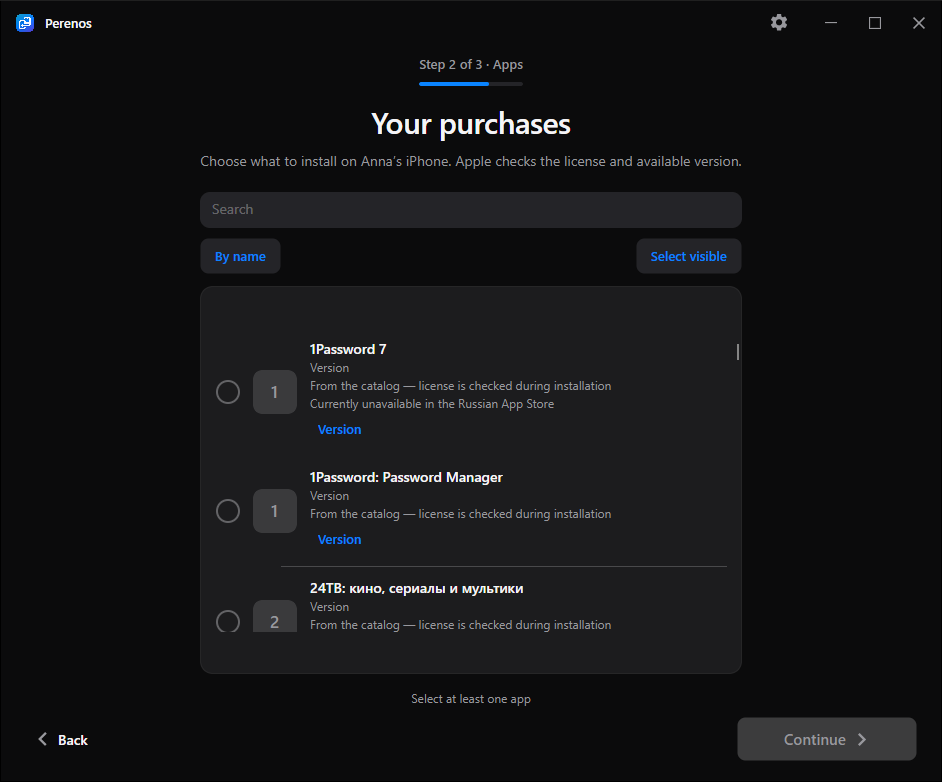 Perenos
Step 2 of 3 · Apps
Your purchases
Choose what to install on Anna's iPhone. Apple checks the license and available version.
Search
By name
Select visible
1Password 7
Version
1
From the catalog — license is checked during installation
Currently unavailable in the Russian App Store
Version
1Password: Password Manager
Version
1
From the catalog — license is checked during installation
Version
24ТВ: кино, сериалы и мультики
Version
2
From the catalog — license is checked during installation
Select at least one app
Back
Continue